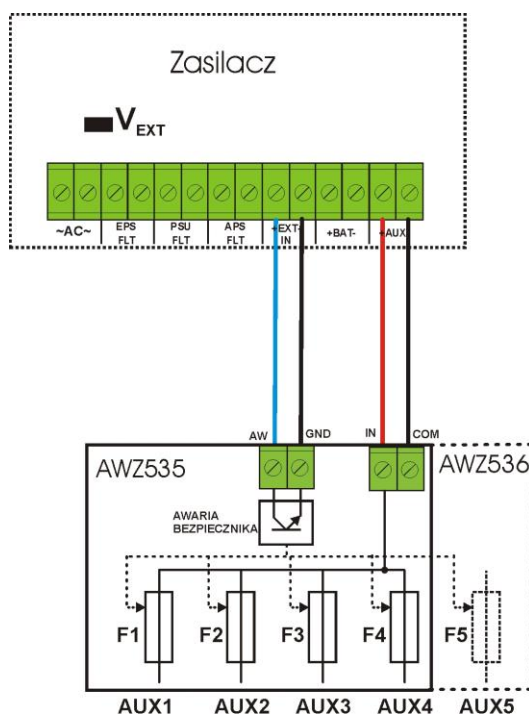 Zasilacz
V EXT
~AC~ EPS FLT PSU FLT APS FLT +EXT- IN +BAT- +AUX-
AW GND IN COM
AWZ535 AWZ536
AWARIA
BEZPIECZNIKA
F1 F2 F3 F4 F5
AUX1 AUX2 AUX3 AUX4 AUX5